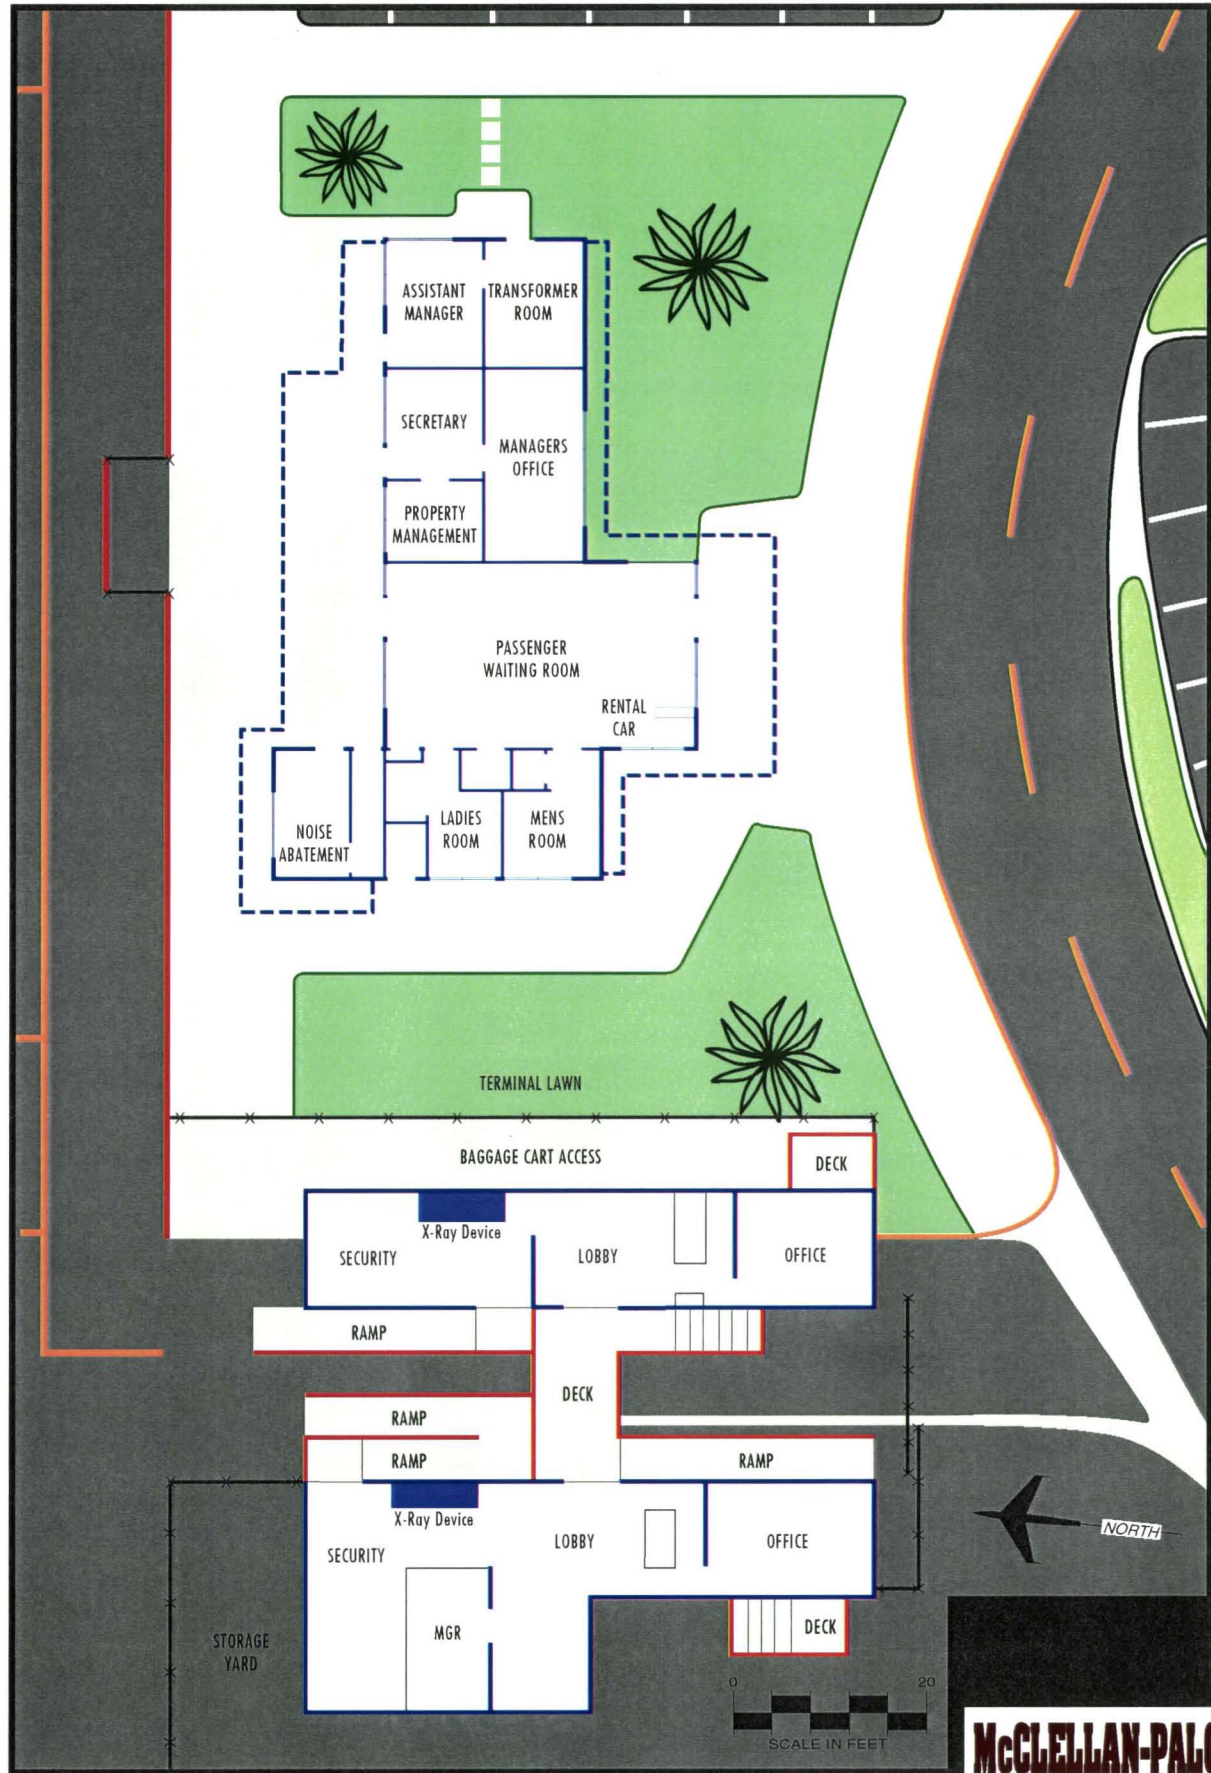 ASSISTANT
MANAGER
TRANSFORMER
ROOM
SECRETARY
MANAGERS
OFFICE
PROPERTY
MANAGEMENT
PASSENGER
WAITING ROOM
RENTAL
CAR
NOISE
ABATEMENT
LADIES
ROOM
MENS
ROOM
TERMINAL LAWN
BAGGAGE CART ACCESS
DECK
X-Ray Device
SECURITY
LOBBY
OFFICE
RAMP
DECK
RAMP
RAMP
RAMP
X-Ray Device
SECURITY
LOBBY
OFFICE
NORTH
MGR
DECK
STORAGE
YARD
0 20
SCALE IN FEET
McCLELLAN-PALO